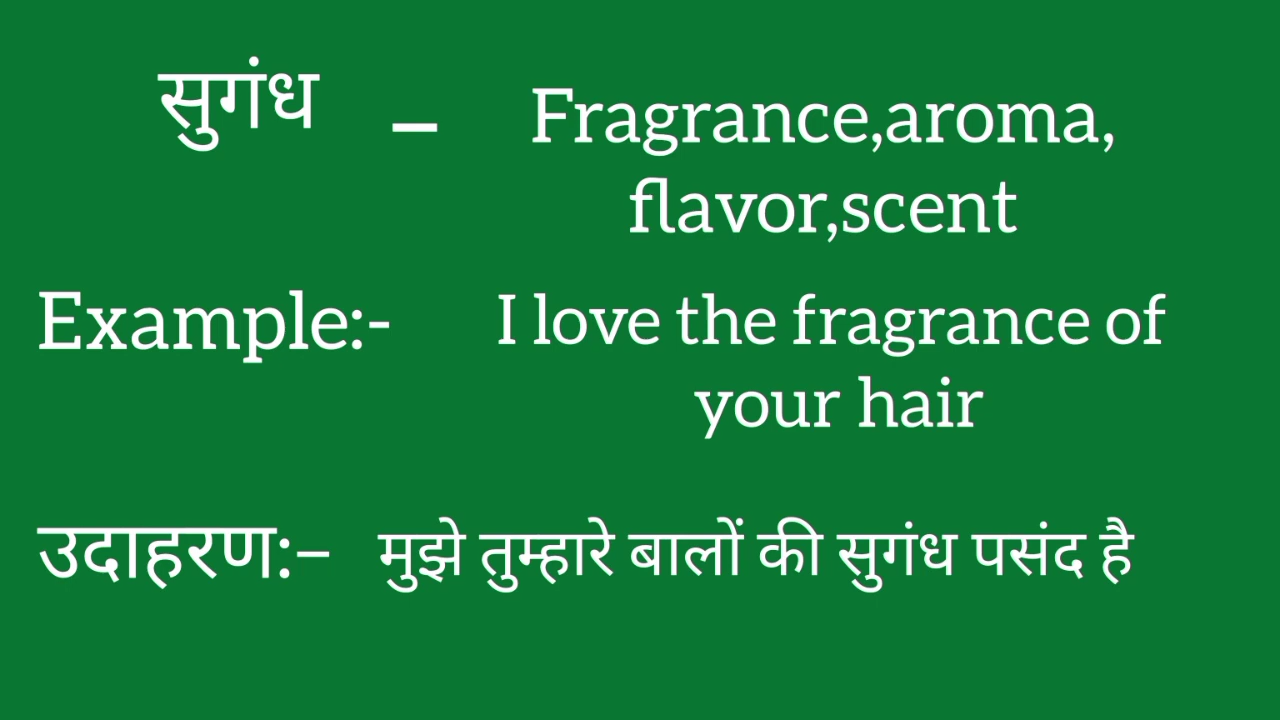 सुगंध – Fragrance,aroma,
flavor,scent
Example:- I love the fragrance of
your hair
उदाहरण:– मुझे तुम्हारे बालों की सुगंध पसंद है